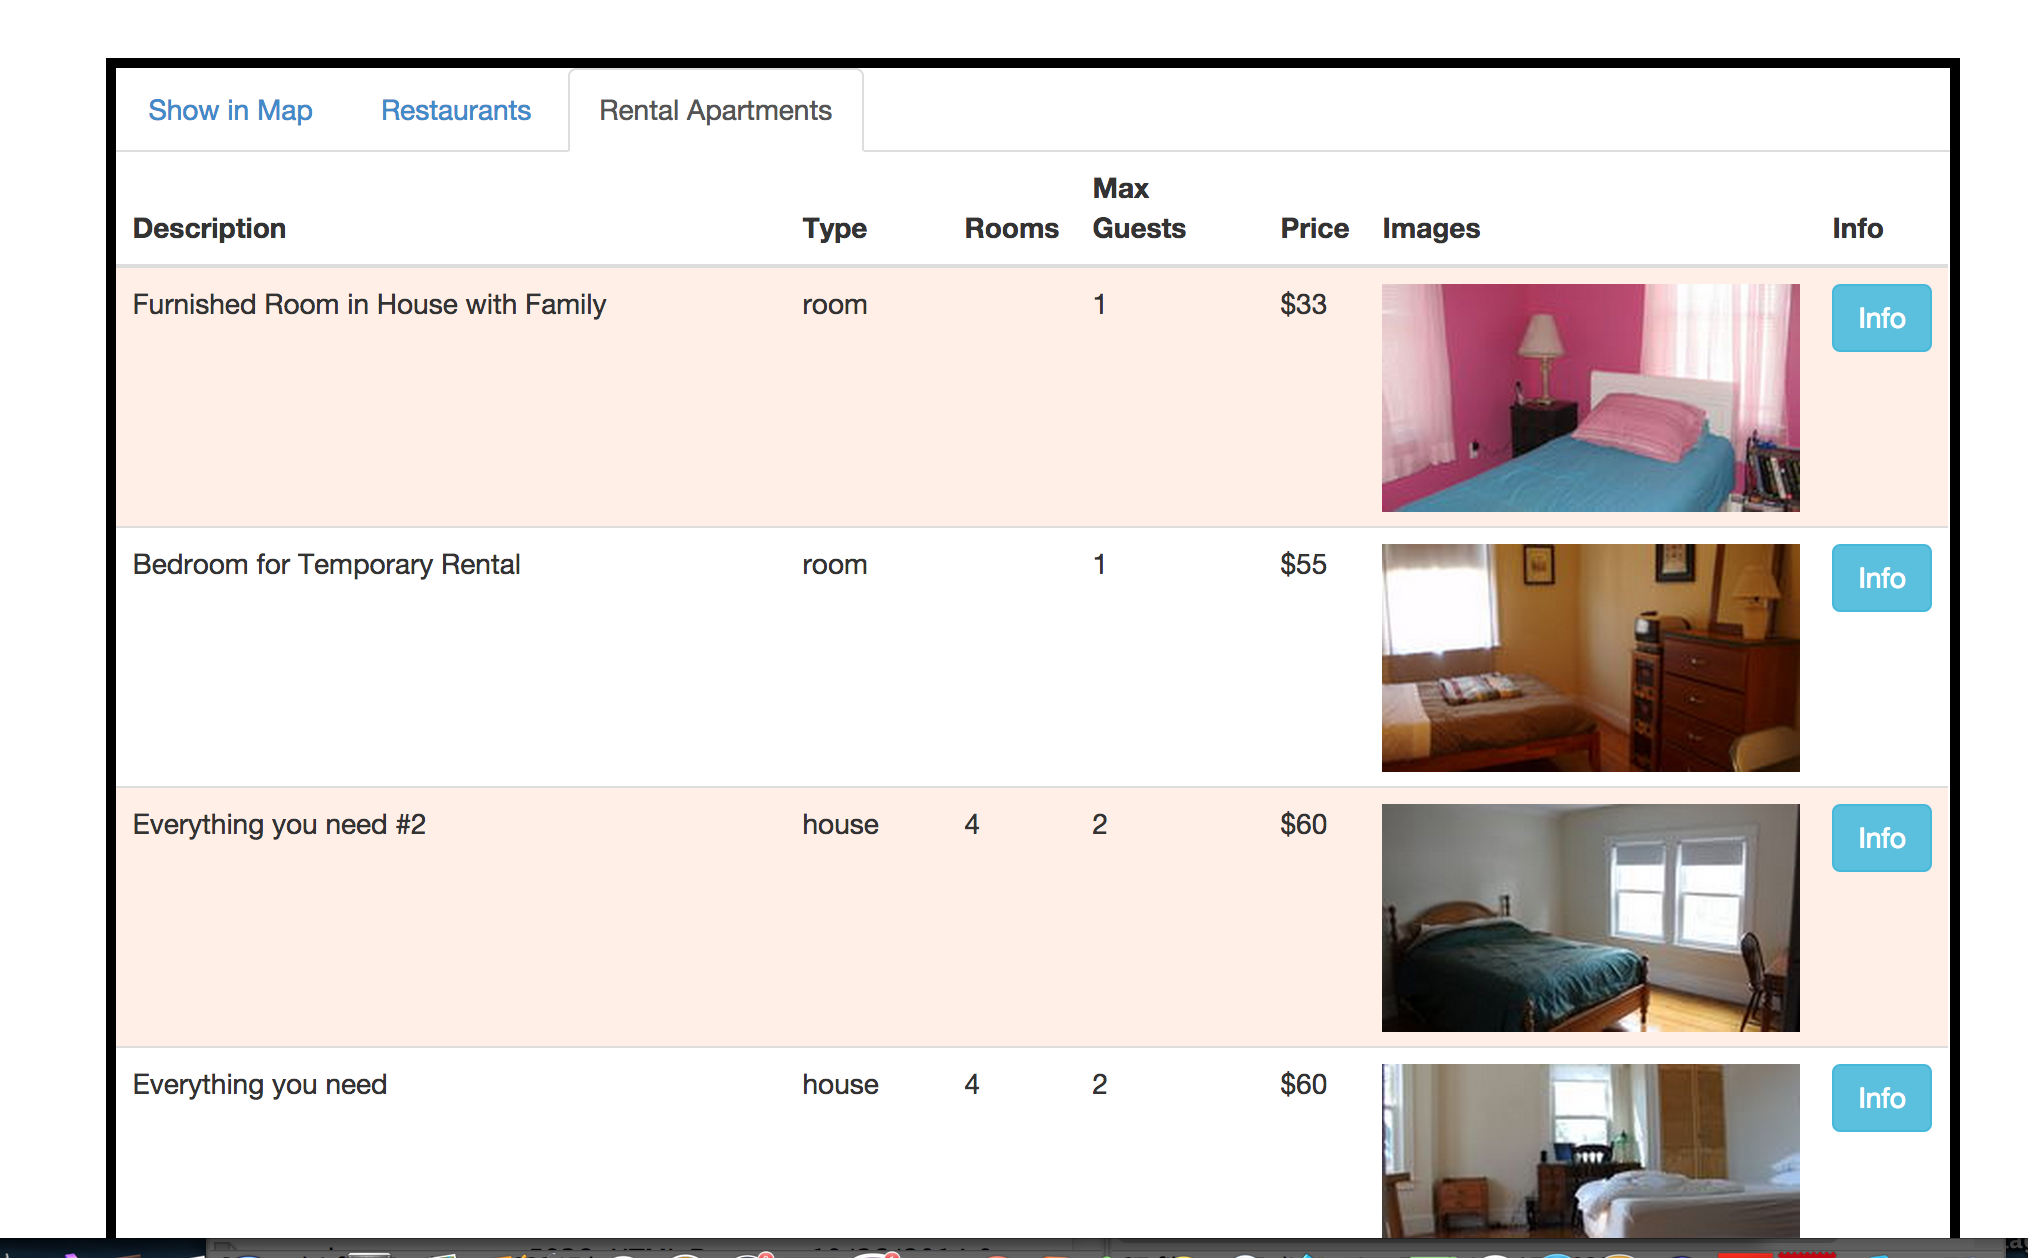 Show in Map Restaurants Rental Apartments
Description Type Rooms Max Guests Price Images Info
Furnished Room in House with Family room 1 $33 Info
Bedroom for Temporary Rental room 1 $55 Info
Everything you need #2 house 4 2 $60 Info
Everything you need house 4 2 $60 Info